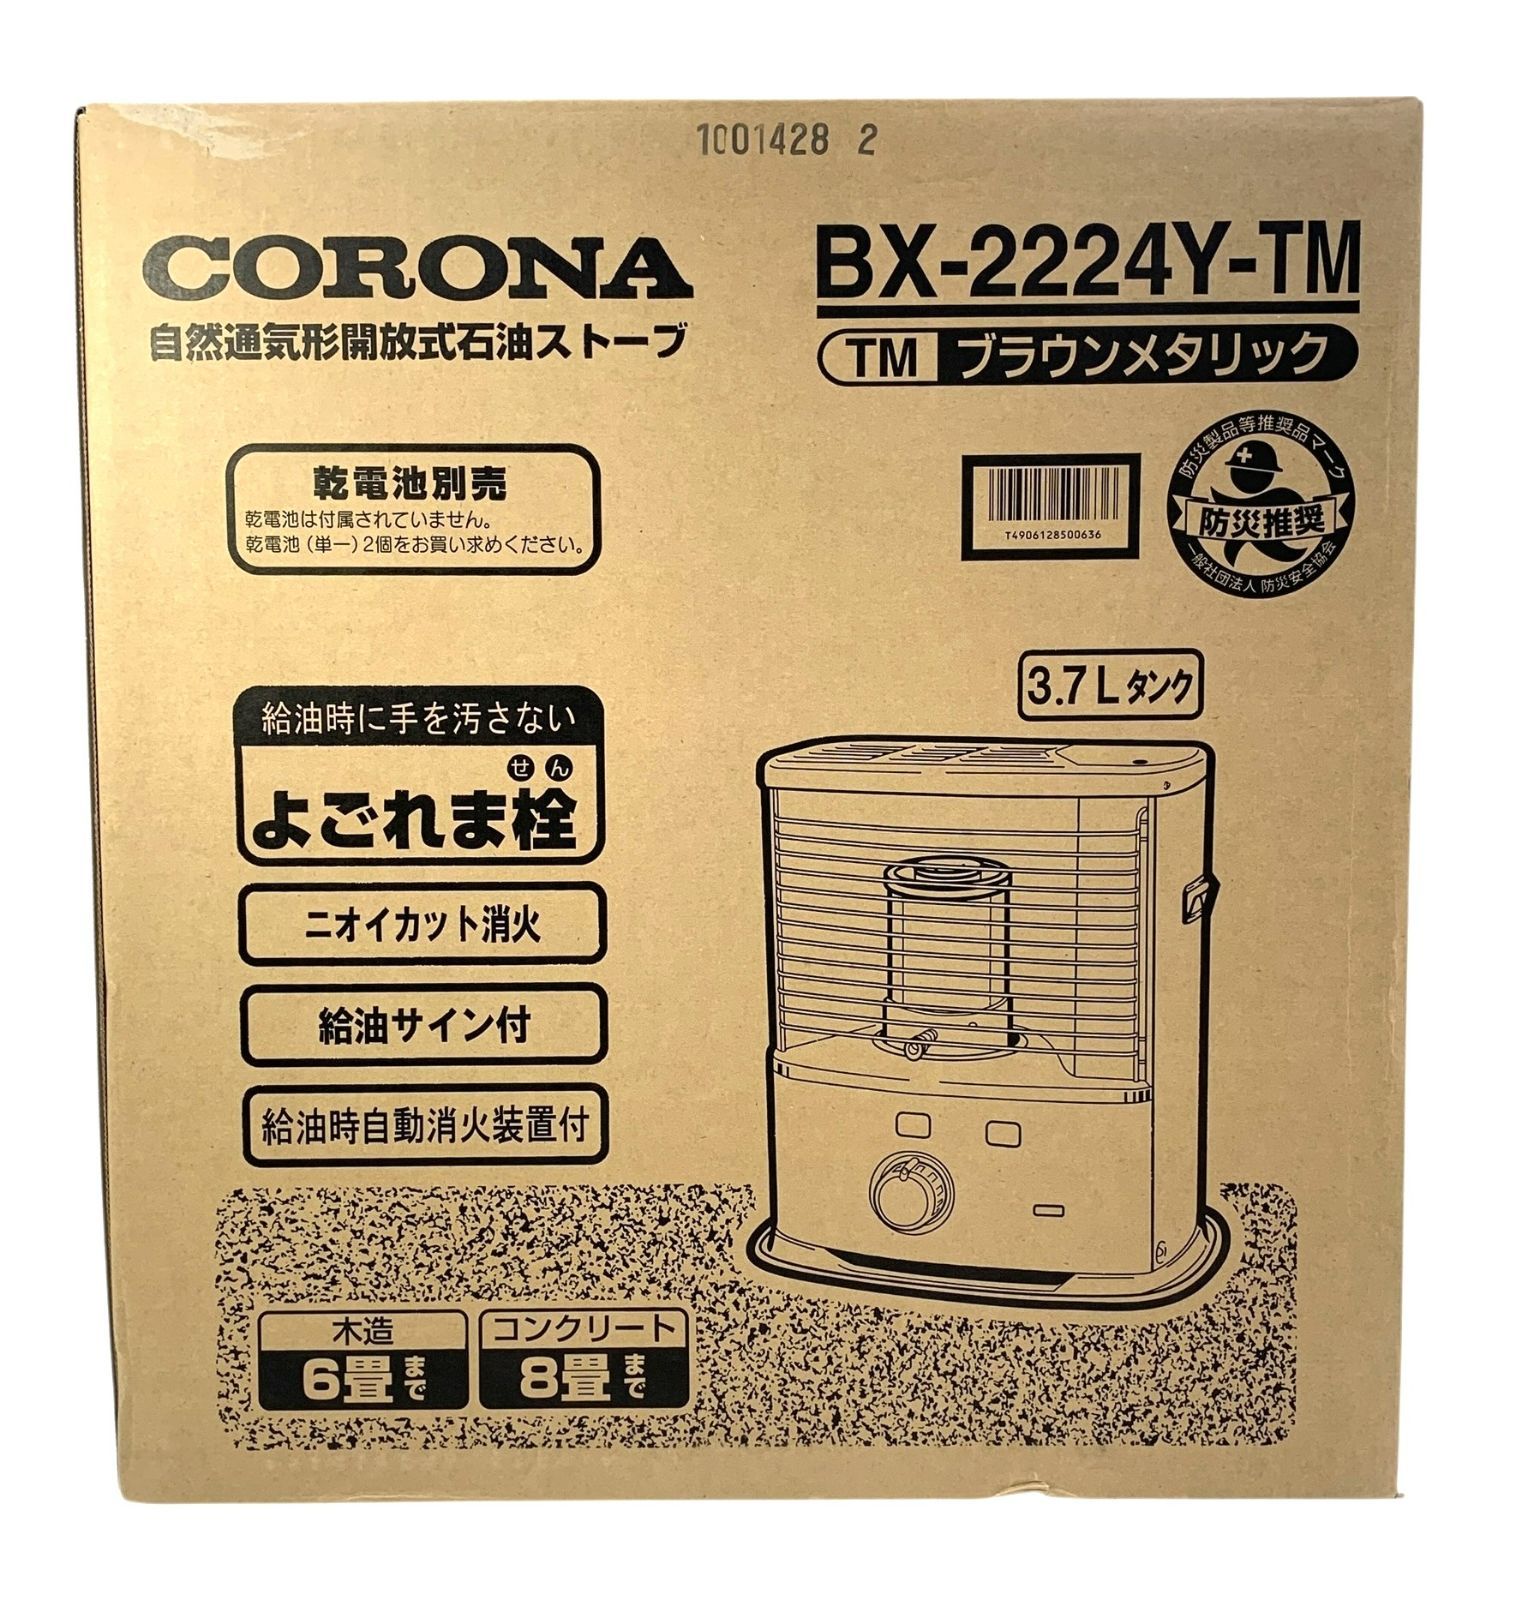 1001428 2
CORONA
自然通気形開放式石油ストーブ
BX-2224Y-TM
TM ブラウンメタリック
乾電池別売
乾電池は付属されていません。
乾電池(単一)2個をお買い求めください。
T4906128500636
防災製品等推奨品マーク
防災推奨
一般社団法人 防災安全協会
3.7Lタンク
給油時に手を汚さない
せん
よごれま栓
ニオイカット消火
給油サイン付
給油時自動消火装置付
木造
6畳まで
コンクリート
8畳まで